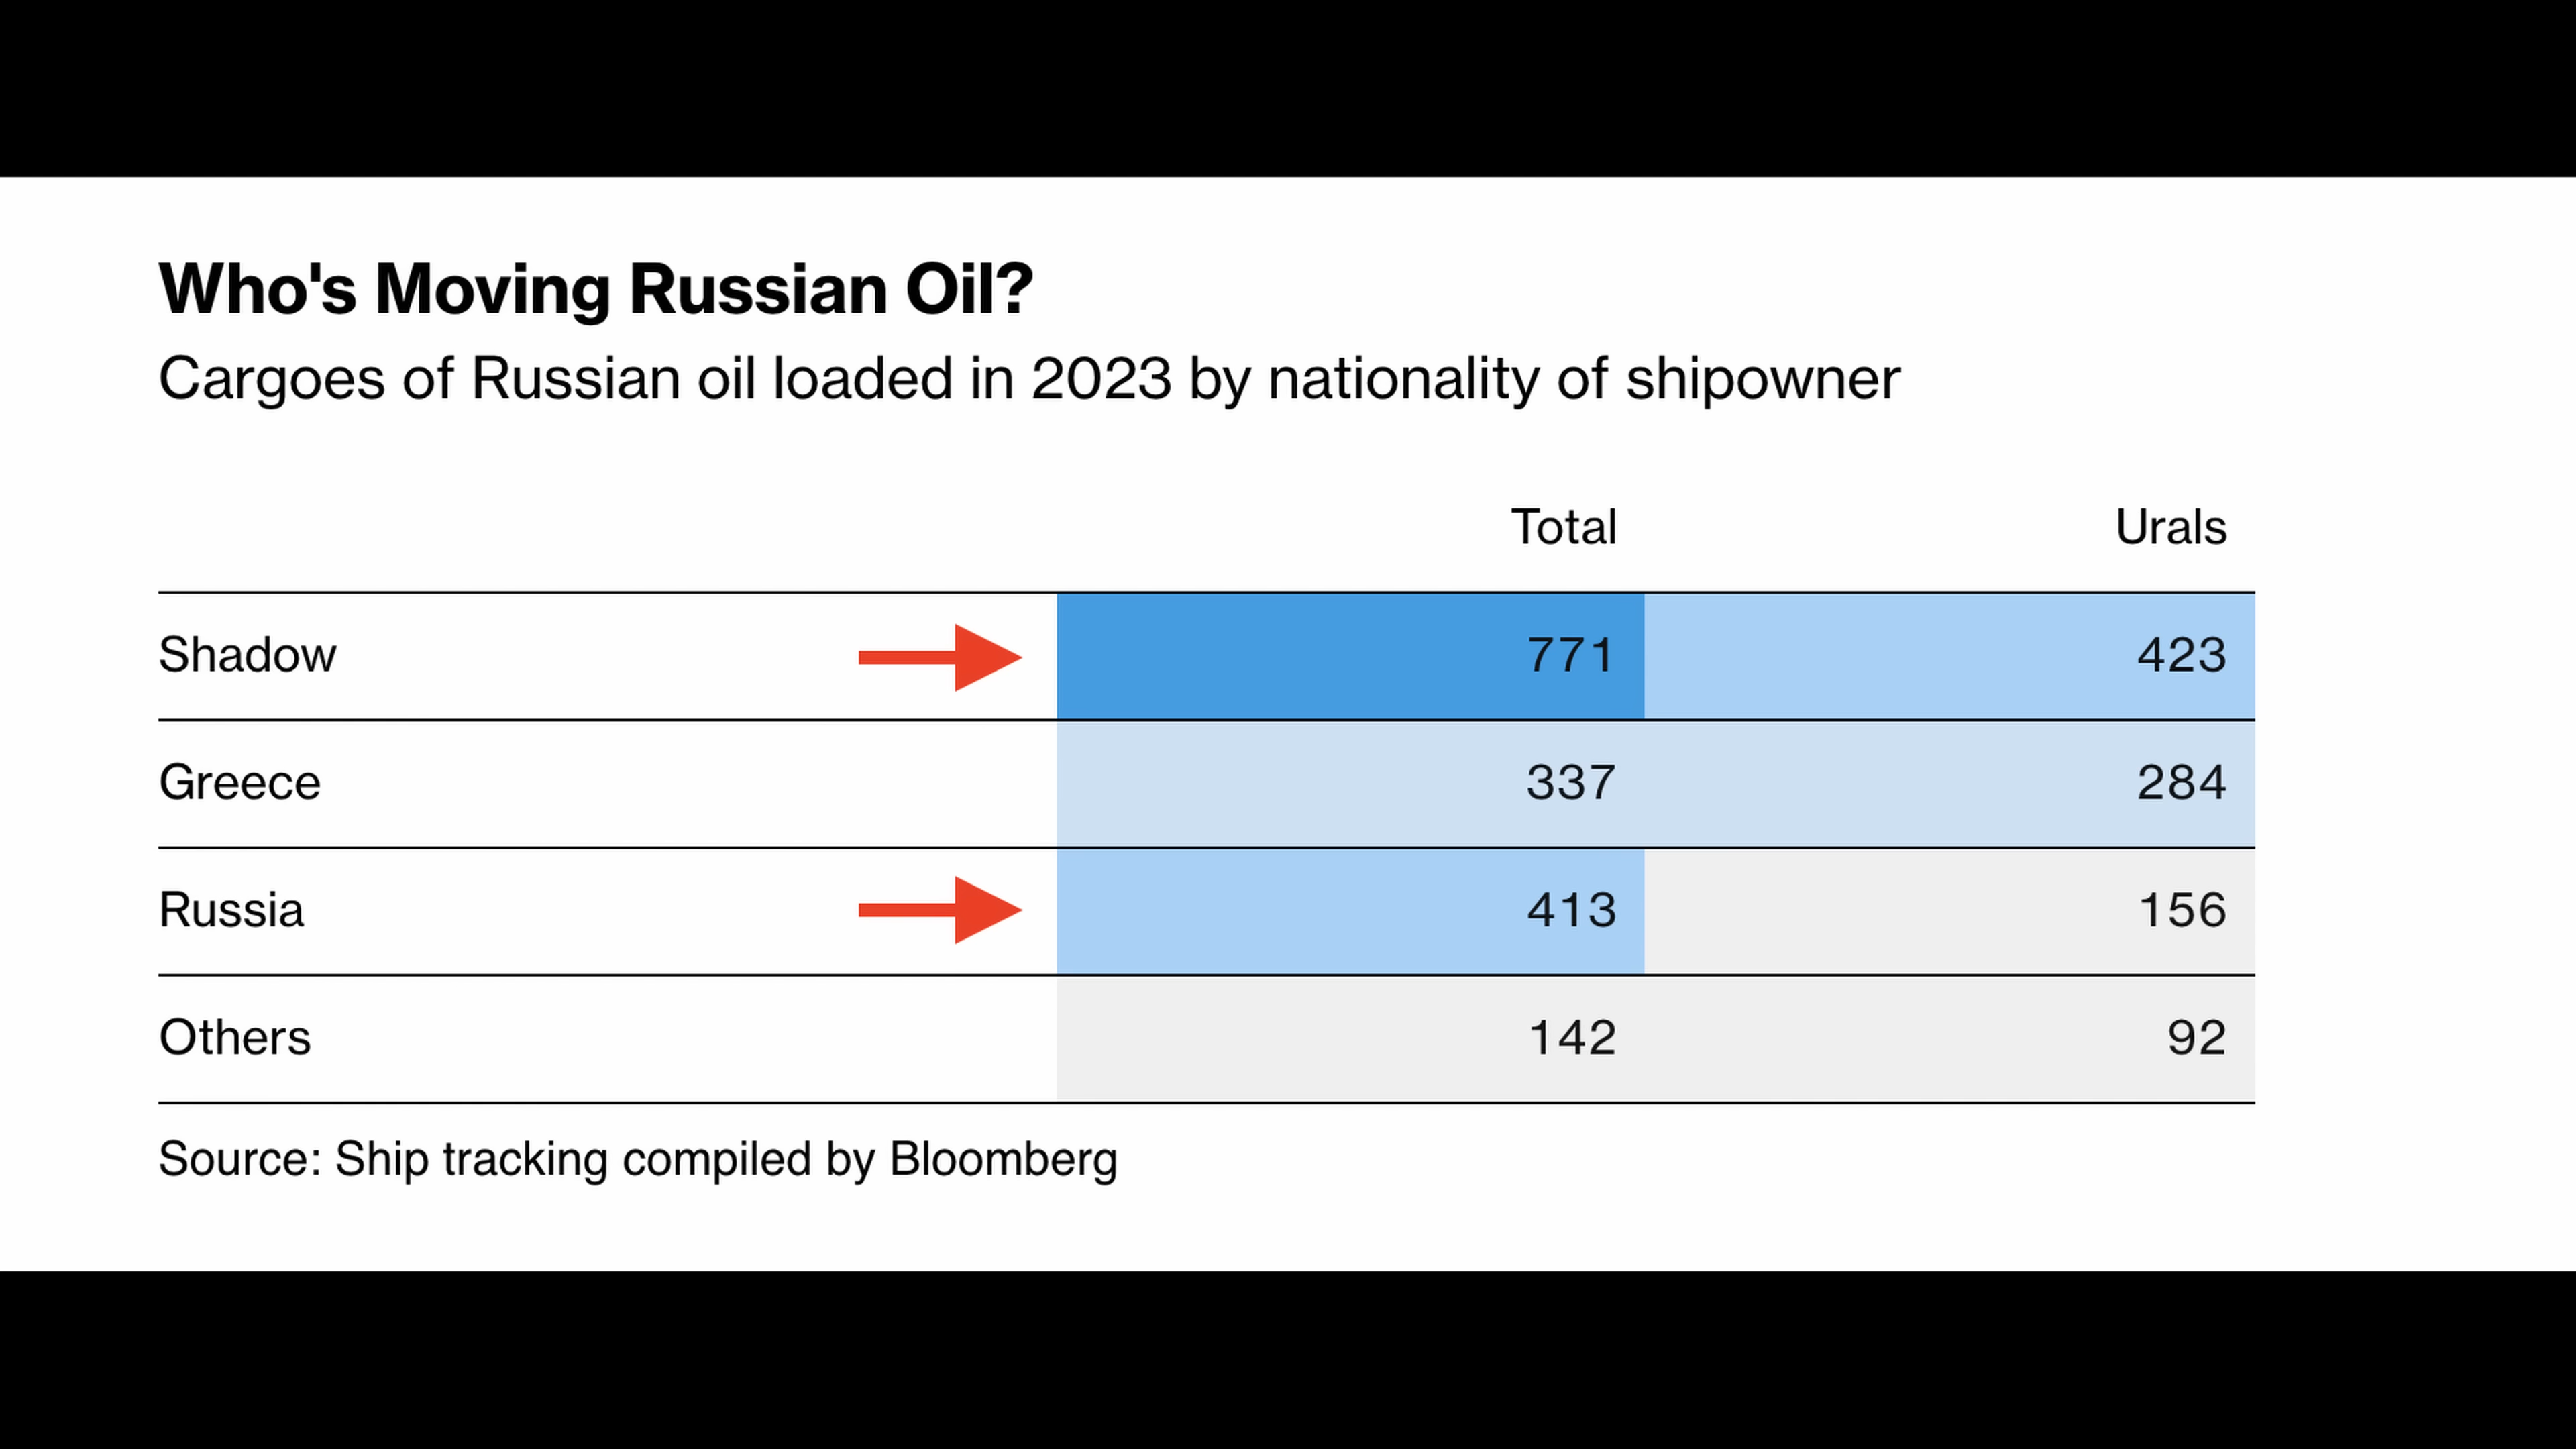 Who's Moving Russian Oil?
Cargoes of Russian oil loaded in 2023 by nationality of shipowner
Total Urals
Shadow 771 423
Greece 337 284
Russia 413 156
Others 142 92
Source: Ship tracking compiled by Bloomberg